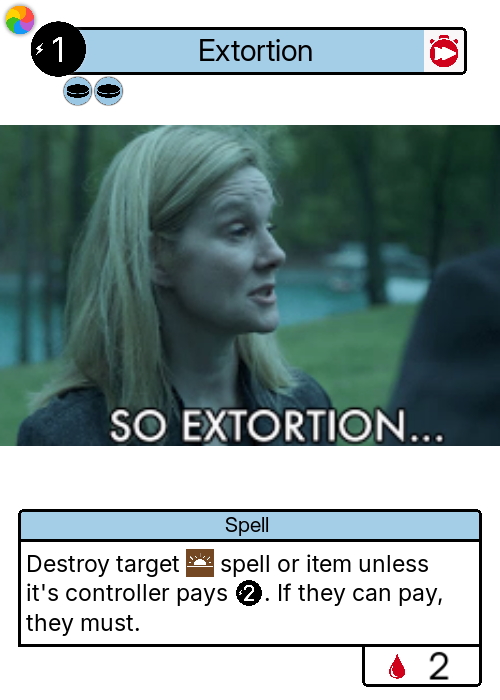 1
Extortion
SO EXTORTION...
Spell
Destroy target spell or item unless
it's controller pays 2. If they can pay,
they must.
2